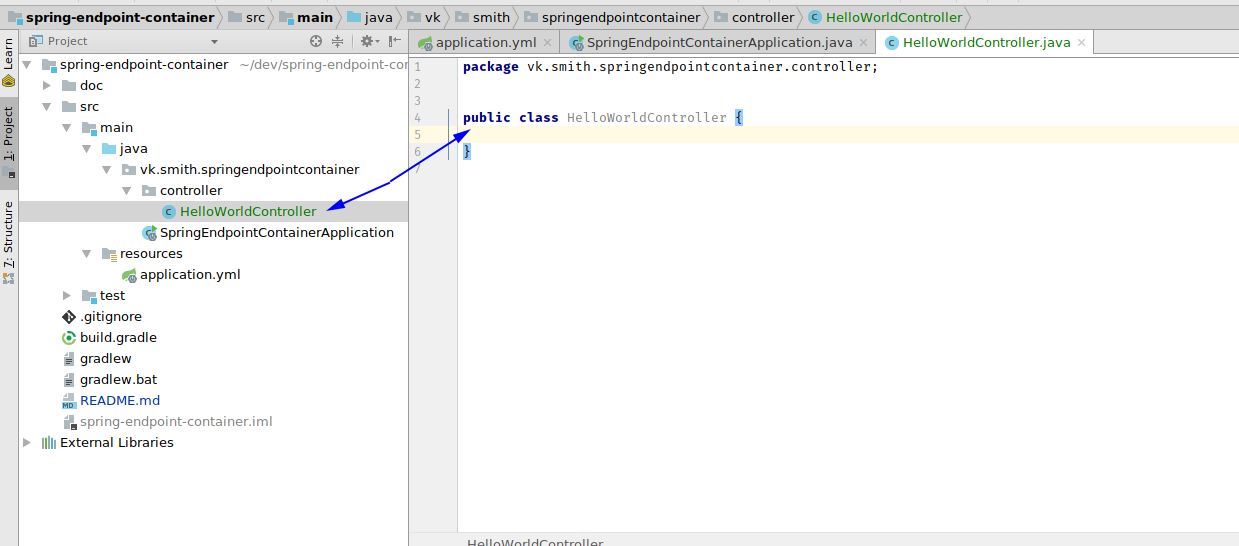 spring-endpoint-container src main java vk smith springendpointcontainer controller HelloWorldController
Learn
1: Project
7: Structure
Project
spring-endpoint-container ~/dev/spring-endpoint-cor
doc
src
main
java
vk.smith.springendpointcontainer
controller
HelloWorldController
SpringEndpointContainerApplication
resources
application.yml
test
.gitignore
build.gradle
gradlew
gradlew.bat
README.md
spring-endpoint-container.iml
External Libraries
application.yml SpringEndpointContainerApplication.java HelloWorldController.java
1 package vk.smith.springendpointcontainer.controller;
2
3
4 public class HelloWorldController {
5
6 }
7
HelloWorldController